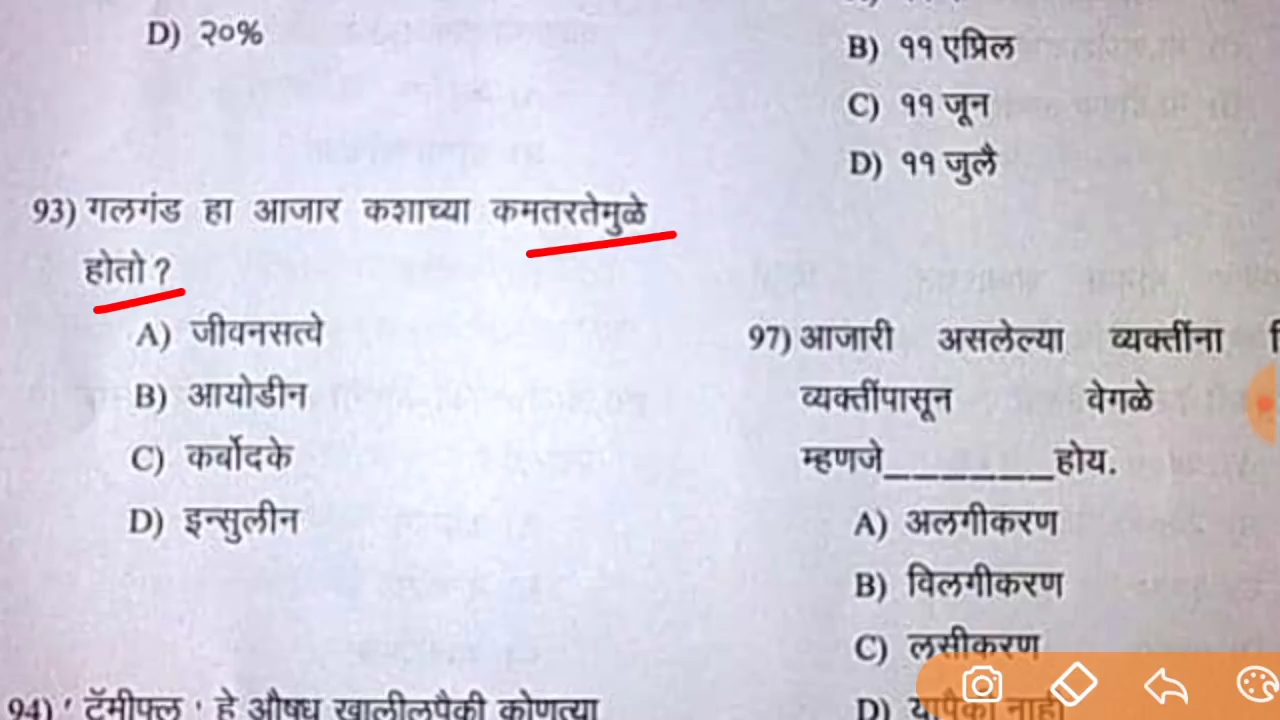 D) २०%
93) गलगंड हा आजार कशाच्या कमतरतेमुळे
होतो ?
A) जीवनसत्वे
B) आयोडीन
C) कर्बोदके
D) इन्सुलीन
94) ' टॅमीफ्लू ' हे औषध खालीलपैकी कोणत्या
B) ११ एप्रिल
C) ११ जून
D) ११ जुलै
97) आजारी असलेल्या व्यक्तींना
व्यक्तींपासून वेगळे
म्हणजे______होय.
A) अलगीकरण
B) विलगीकरण
C) लसीकरण
D) यापैकी नाही